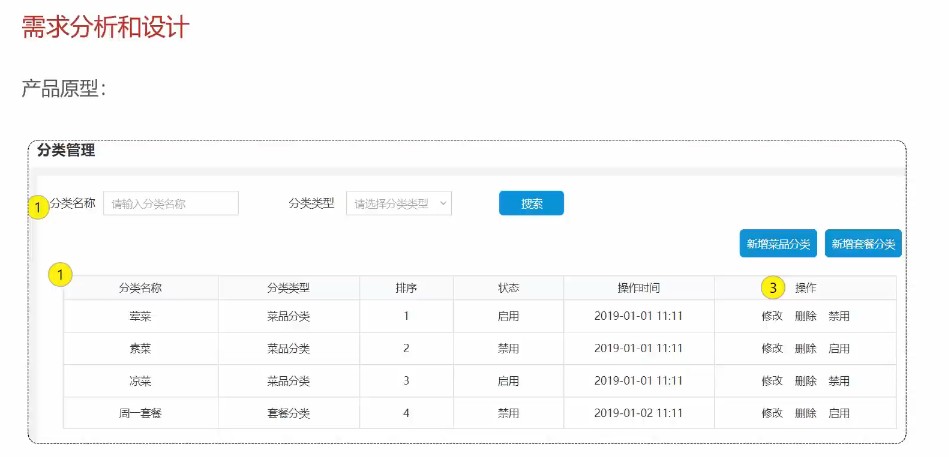 需求分析和设计
产品原型：
分类管理
1 分类名称 请输入分类名称 分类类型 请选择分类类型 搜索
新增菜品分类 新增套餐分类
1
分类名称 分类类型 排序 状态 操作时间 3 操作
荤菜 菜品分类 1 启用 2019-01-01 11:11 修改 删除 禁用
素菜 菜品分类 2 禁用 2019-01-01 11:11 修改 删除 启用
凉菜 菜品分类 3 启用 2019-01-01 11:11 修改 删除 禁用
周一套餐 套餐分类 4 禁用 2019-01-02 11:11 修改 删除 启用